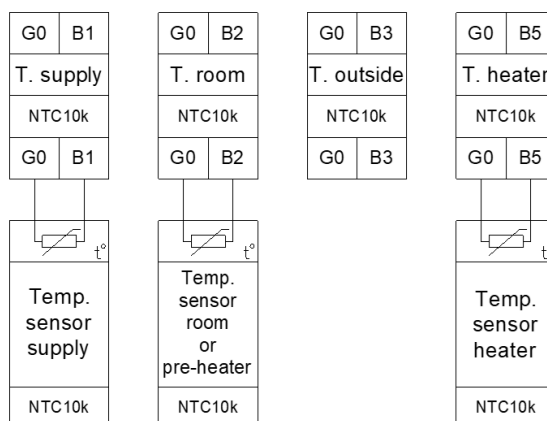 G0 B1 G0 B2 G0 B3 G0 B5
T. supply T. room T. outside T. heater
NTC10k NTC10k NTC10k NTC10k
G0 B1 G0 B2 G0 B3 G0 B5
t° t° t
Temp.
sensor
supply
Temp.
sensor
room
or
pre-heater
Temp.
sensor
heater
NTC10k NTC10k NTC10k